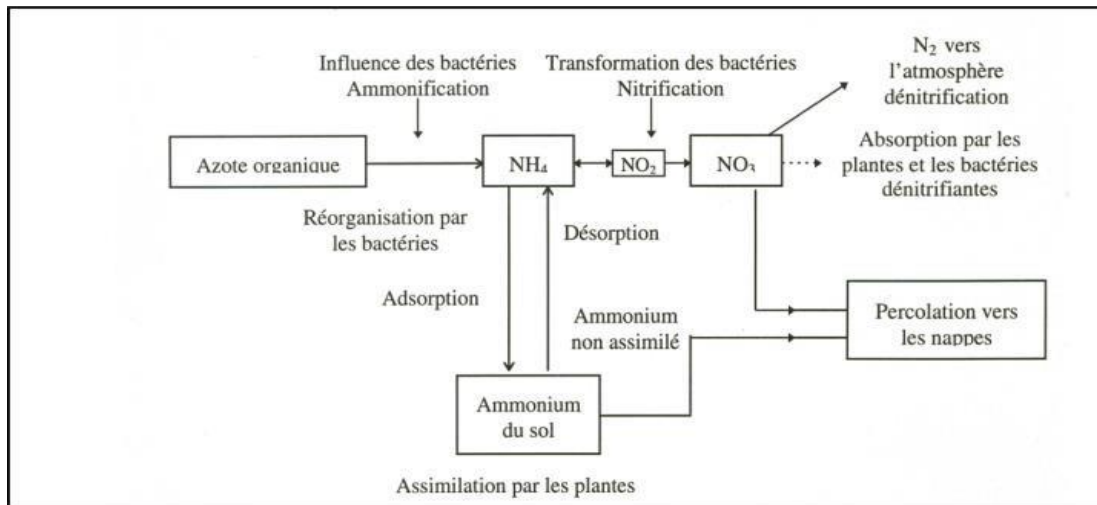 Influence des bactéries
Ammonification
Transformation des bactéries
Nitrification
N₂ vers
l'atmosphère
dénitrification
Azote organique
NH₄
NO₂
NO₃
Absorption par les
plantes et les bactéries
dénitrifiantes
Réorganisation par
les bactéries
Désorption
Adsorption
Ammonium
non assimilé
Percolation vers
les nappes
Ammonium
du sol
Assimilation par les plantes